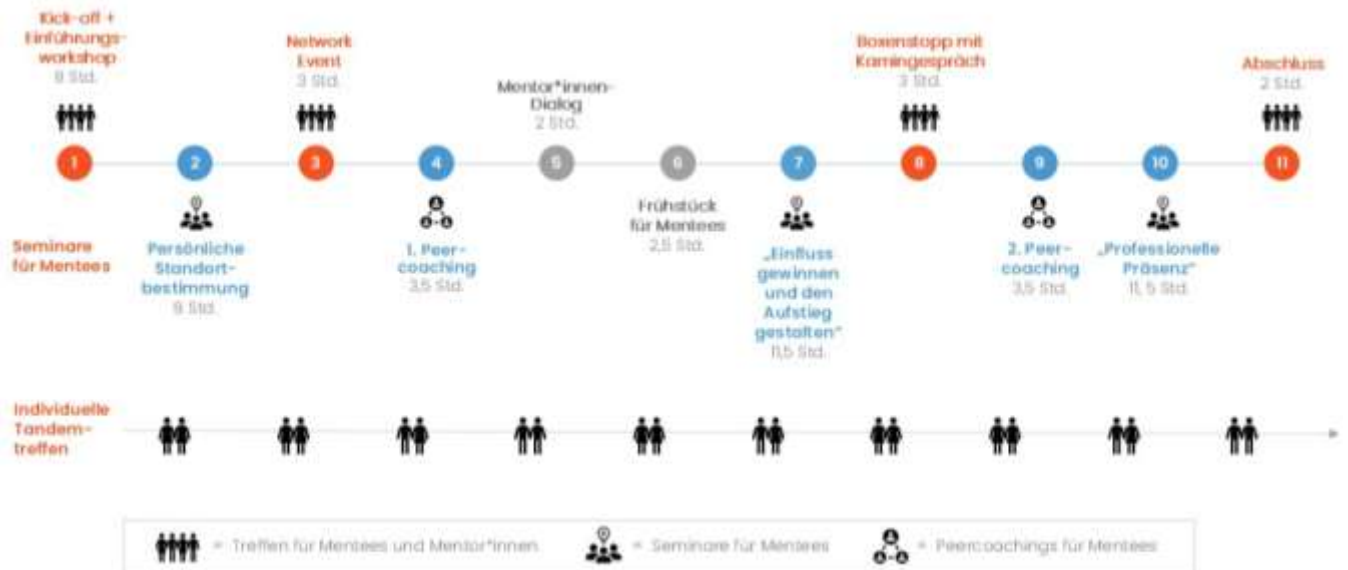 Kick-off +
Einführungs-
workshop
8 Std.
Network
Event
3 Std.
Mentor*innen-
Dialog
2 Std.
Boxenstopp mit
Kamingespräch
3 Std.
Abschluss
2 Std.
1
2
3
4
5
6
7
8
9
10
11
Seminare
für Mentees
Persönliche
Standort-
bestimmung
9 Std.
1. Peer-
coaching
3,5 Std.
Frühstück
für Mentees
2,5 Std.
„Einfluss
gewinnen
und den
Aufstieg
gestalten“
11,5 Std.
2. Peer-
coaching
3,5 Std.
„Professionelle
Präsenz“
11, 5 Std.
Individuelle
Tandem-
treffen
= Treffen für Mentees und Mentor*innen
= Seminare für Mentees
= Peercoachings für Mentees